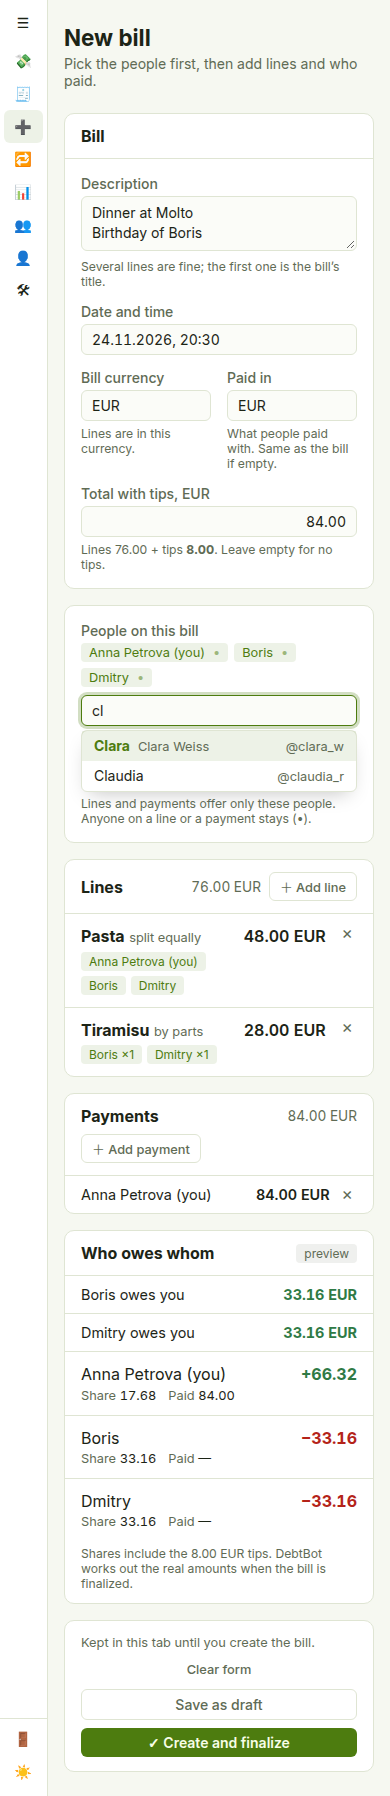 New bill
Pick the people first, then add lines and who
paid.
Bill
Description
Dinner at Molto
Birthday of Boris
Several lines are fine; the first one is the bill's
title.
Date and time
24.11.2026, 20:30
Bill currency
Paid in
EUR
EUR
Lines are in this
currency.
What people paid
with. Same as the bill
if empty.
Total with tips, EUR
84.00
Lines 76.00 + tips 8.00. Leave empty for no
tips.
People on this bill
Anna Petrova (you) • Boris •
Dmitry •
cl
Clara Clara Weiss @clara_w
Claudia @claudia_r
Lines and payments offer only these people.
Anyone on a line or a payment stays (•).
Lines 76.00 EUR + Add line
Pasta split equally 48.00 EUR ×
Anna Petrova (you)
Boris Dmitry
Tiramisu by parts 28.00 EUR ×
Boris ×1 Dmitry ×1
Payments 84.00 EUR
+ Add payment
Anna Petrova (you) 84.00 EUR ×
Who owes whom preview
Boris owes you 33.16 EUR
Dmitry owes you 33.16 EUR
Anna Petrova (you) +66.32
Share 17.68 Paid 84.00
Boris −33.16
Share 33.16 Paid —
Dmitry −33.16
Share 33.16 Paid —
Shares include the 8.00 EUR tips. DebtBot
works out the real amounts when the bill is
finalized.
Kept in this tab until you create the bill.
Clear form
Save as draft
✓ Create and finalize